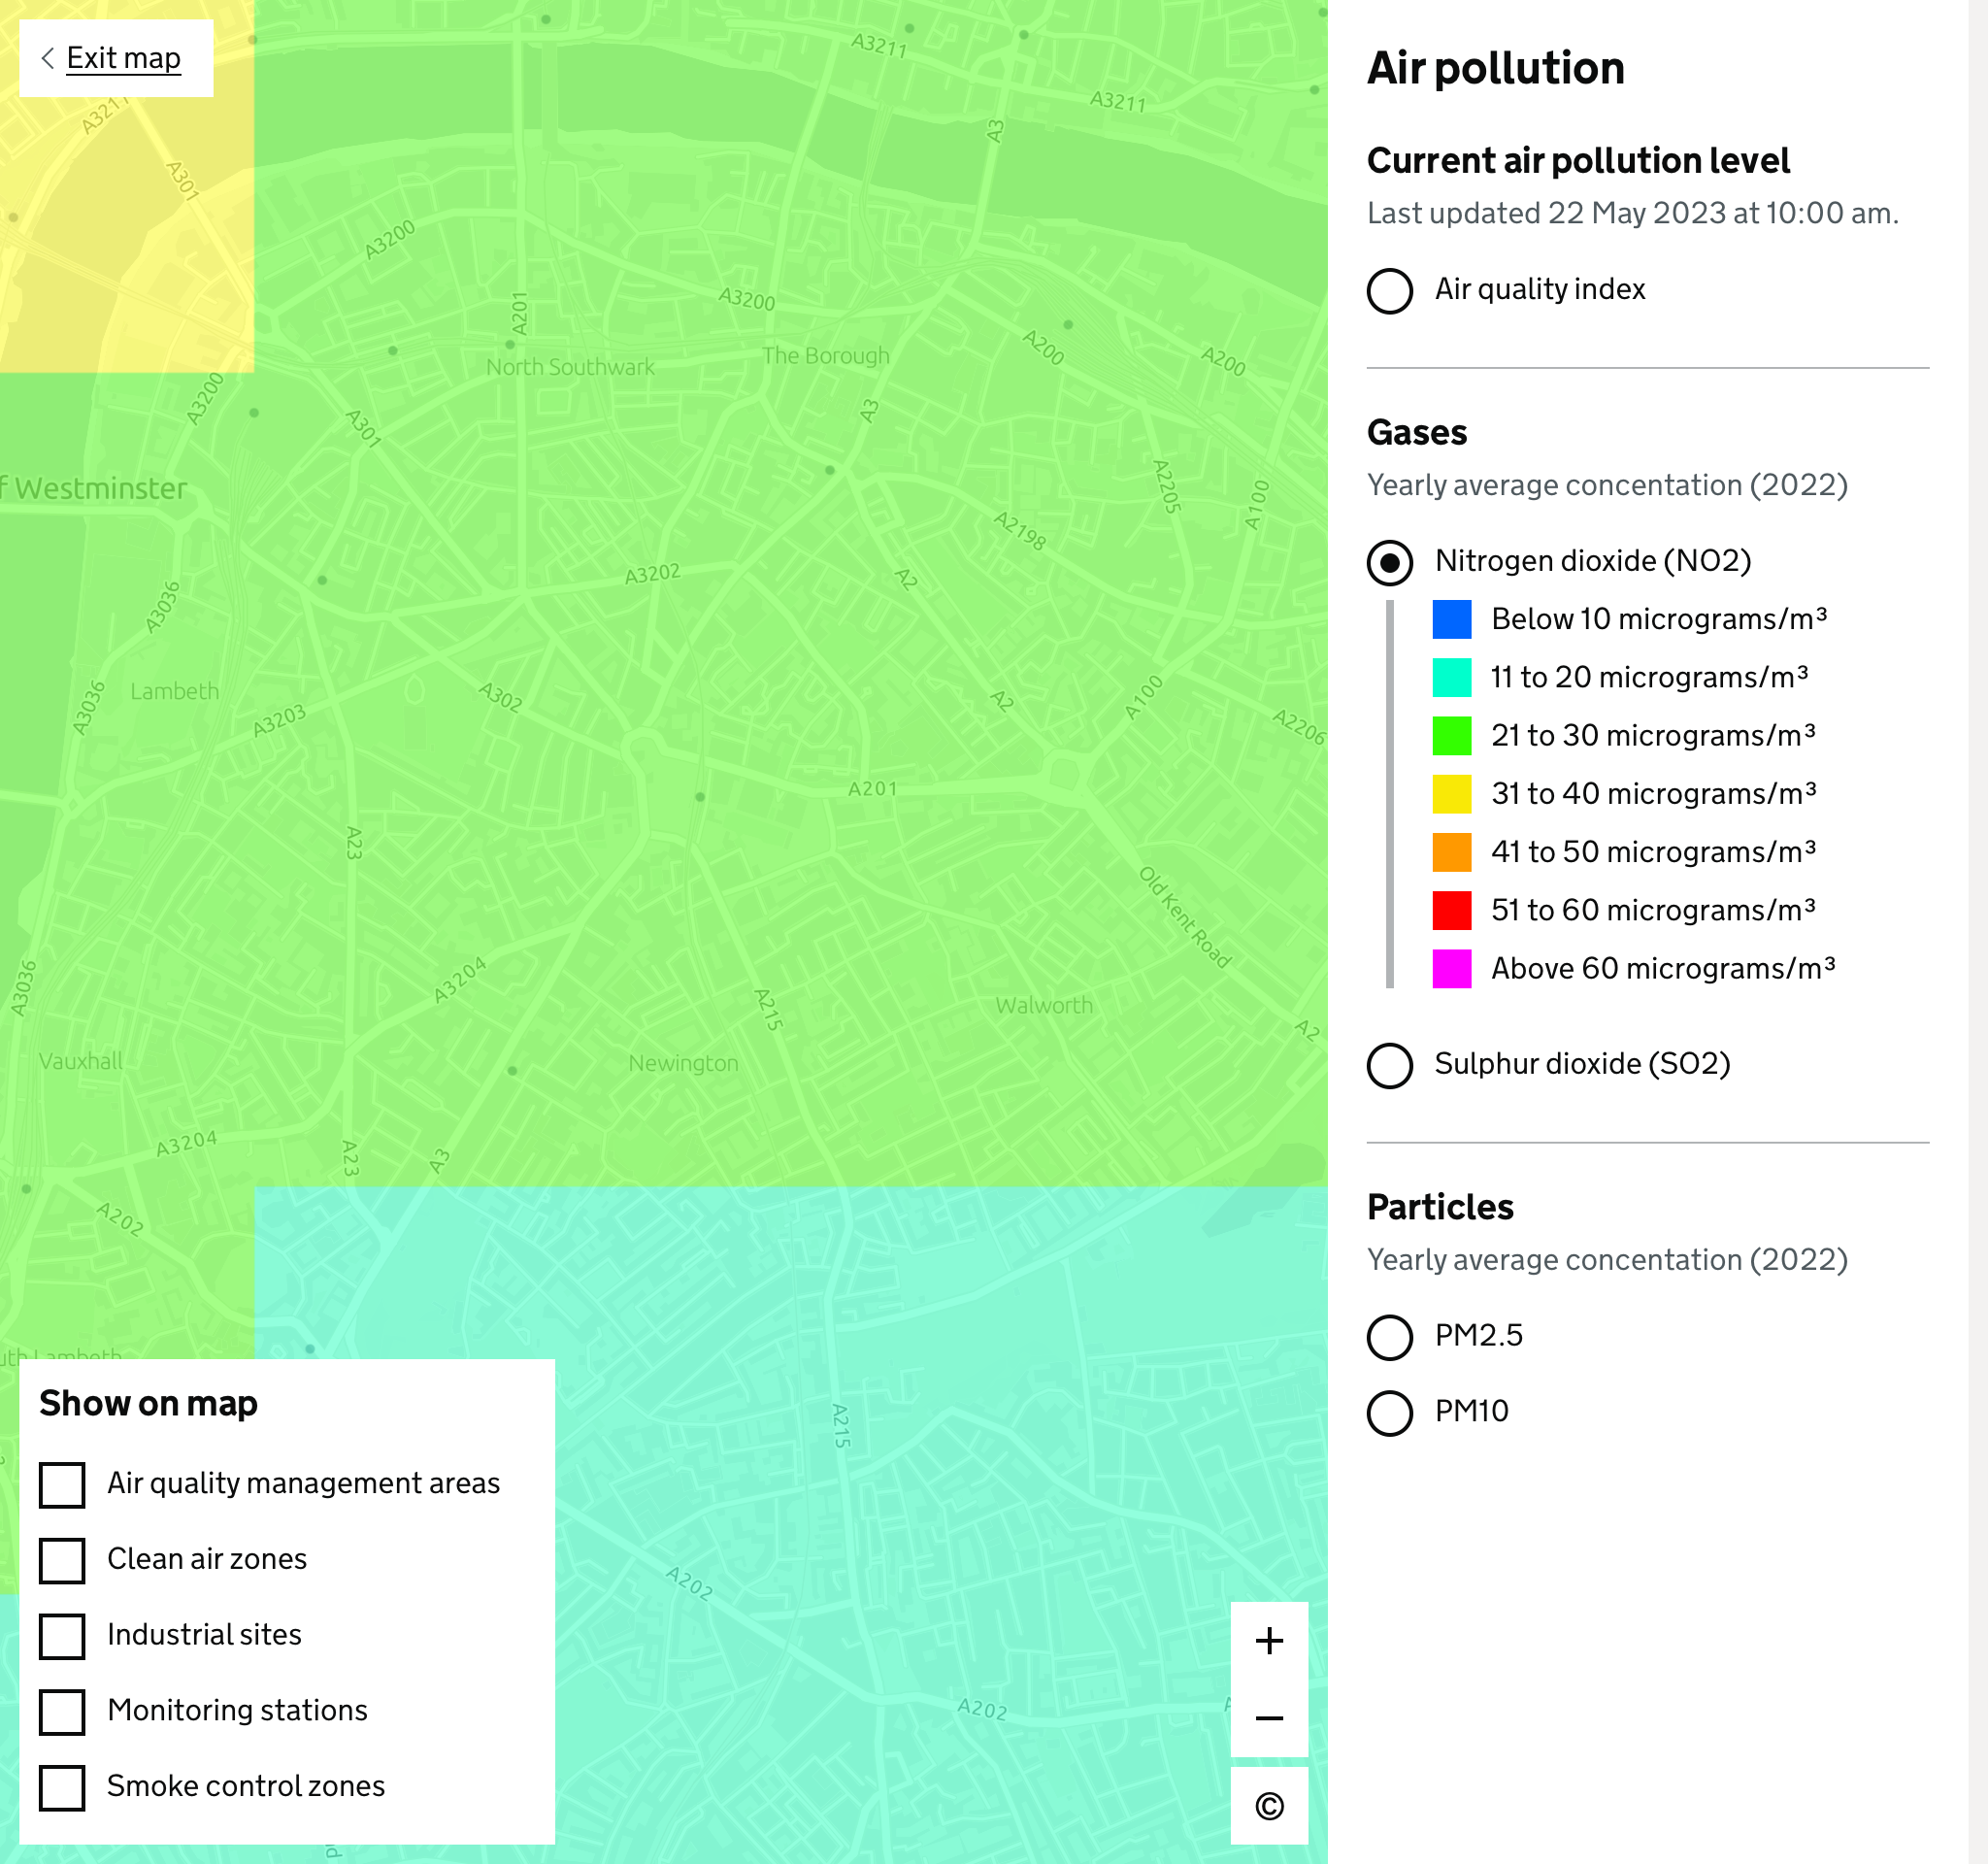 Exit map
A3211
A3211
A3211
A301
A3
A3200
A201
A3200
A200
A200
North Southwark
The Borough
A3200
A301
A3
f Westminster
A2205
A100
A2198
A3202
A2
A3036
A3036
Lambeth
A3203
A302
A2
A100
A2206
A201
A23
Old Kent Road
A3036
A3204
A215
Walworth
A2
Vauxhall
Newington
A3204
A23
A3
A202
uth Lambeth
A215
A202
A202
Show on map
Air quality management areas
Clean air zones
Industrial sites
Monitoring stations
Smoke control zones
+
−
©
Air pollution
Current air pollution level
Last updated 22 May 2023 at 10:00 am.
Air quality index
Gases
Yearly average concentation (2022)
Nitrogen dioxide (NO2)
Below 10 micrograms/m³
11 to 20 micrograms/m³
21 to 30 micrograms/m³
31 to 40 micrograms/m³
41 to 50 micrograms/m³
51 to 60 micrograms/m³
Above 60 micrograms/m³
Sulphur dioxide (SO2)
Particles
Yearly average concentation (2022)
PM2.5
PM10